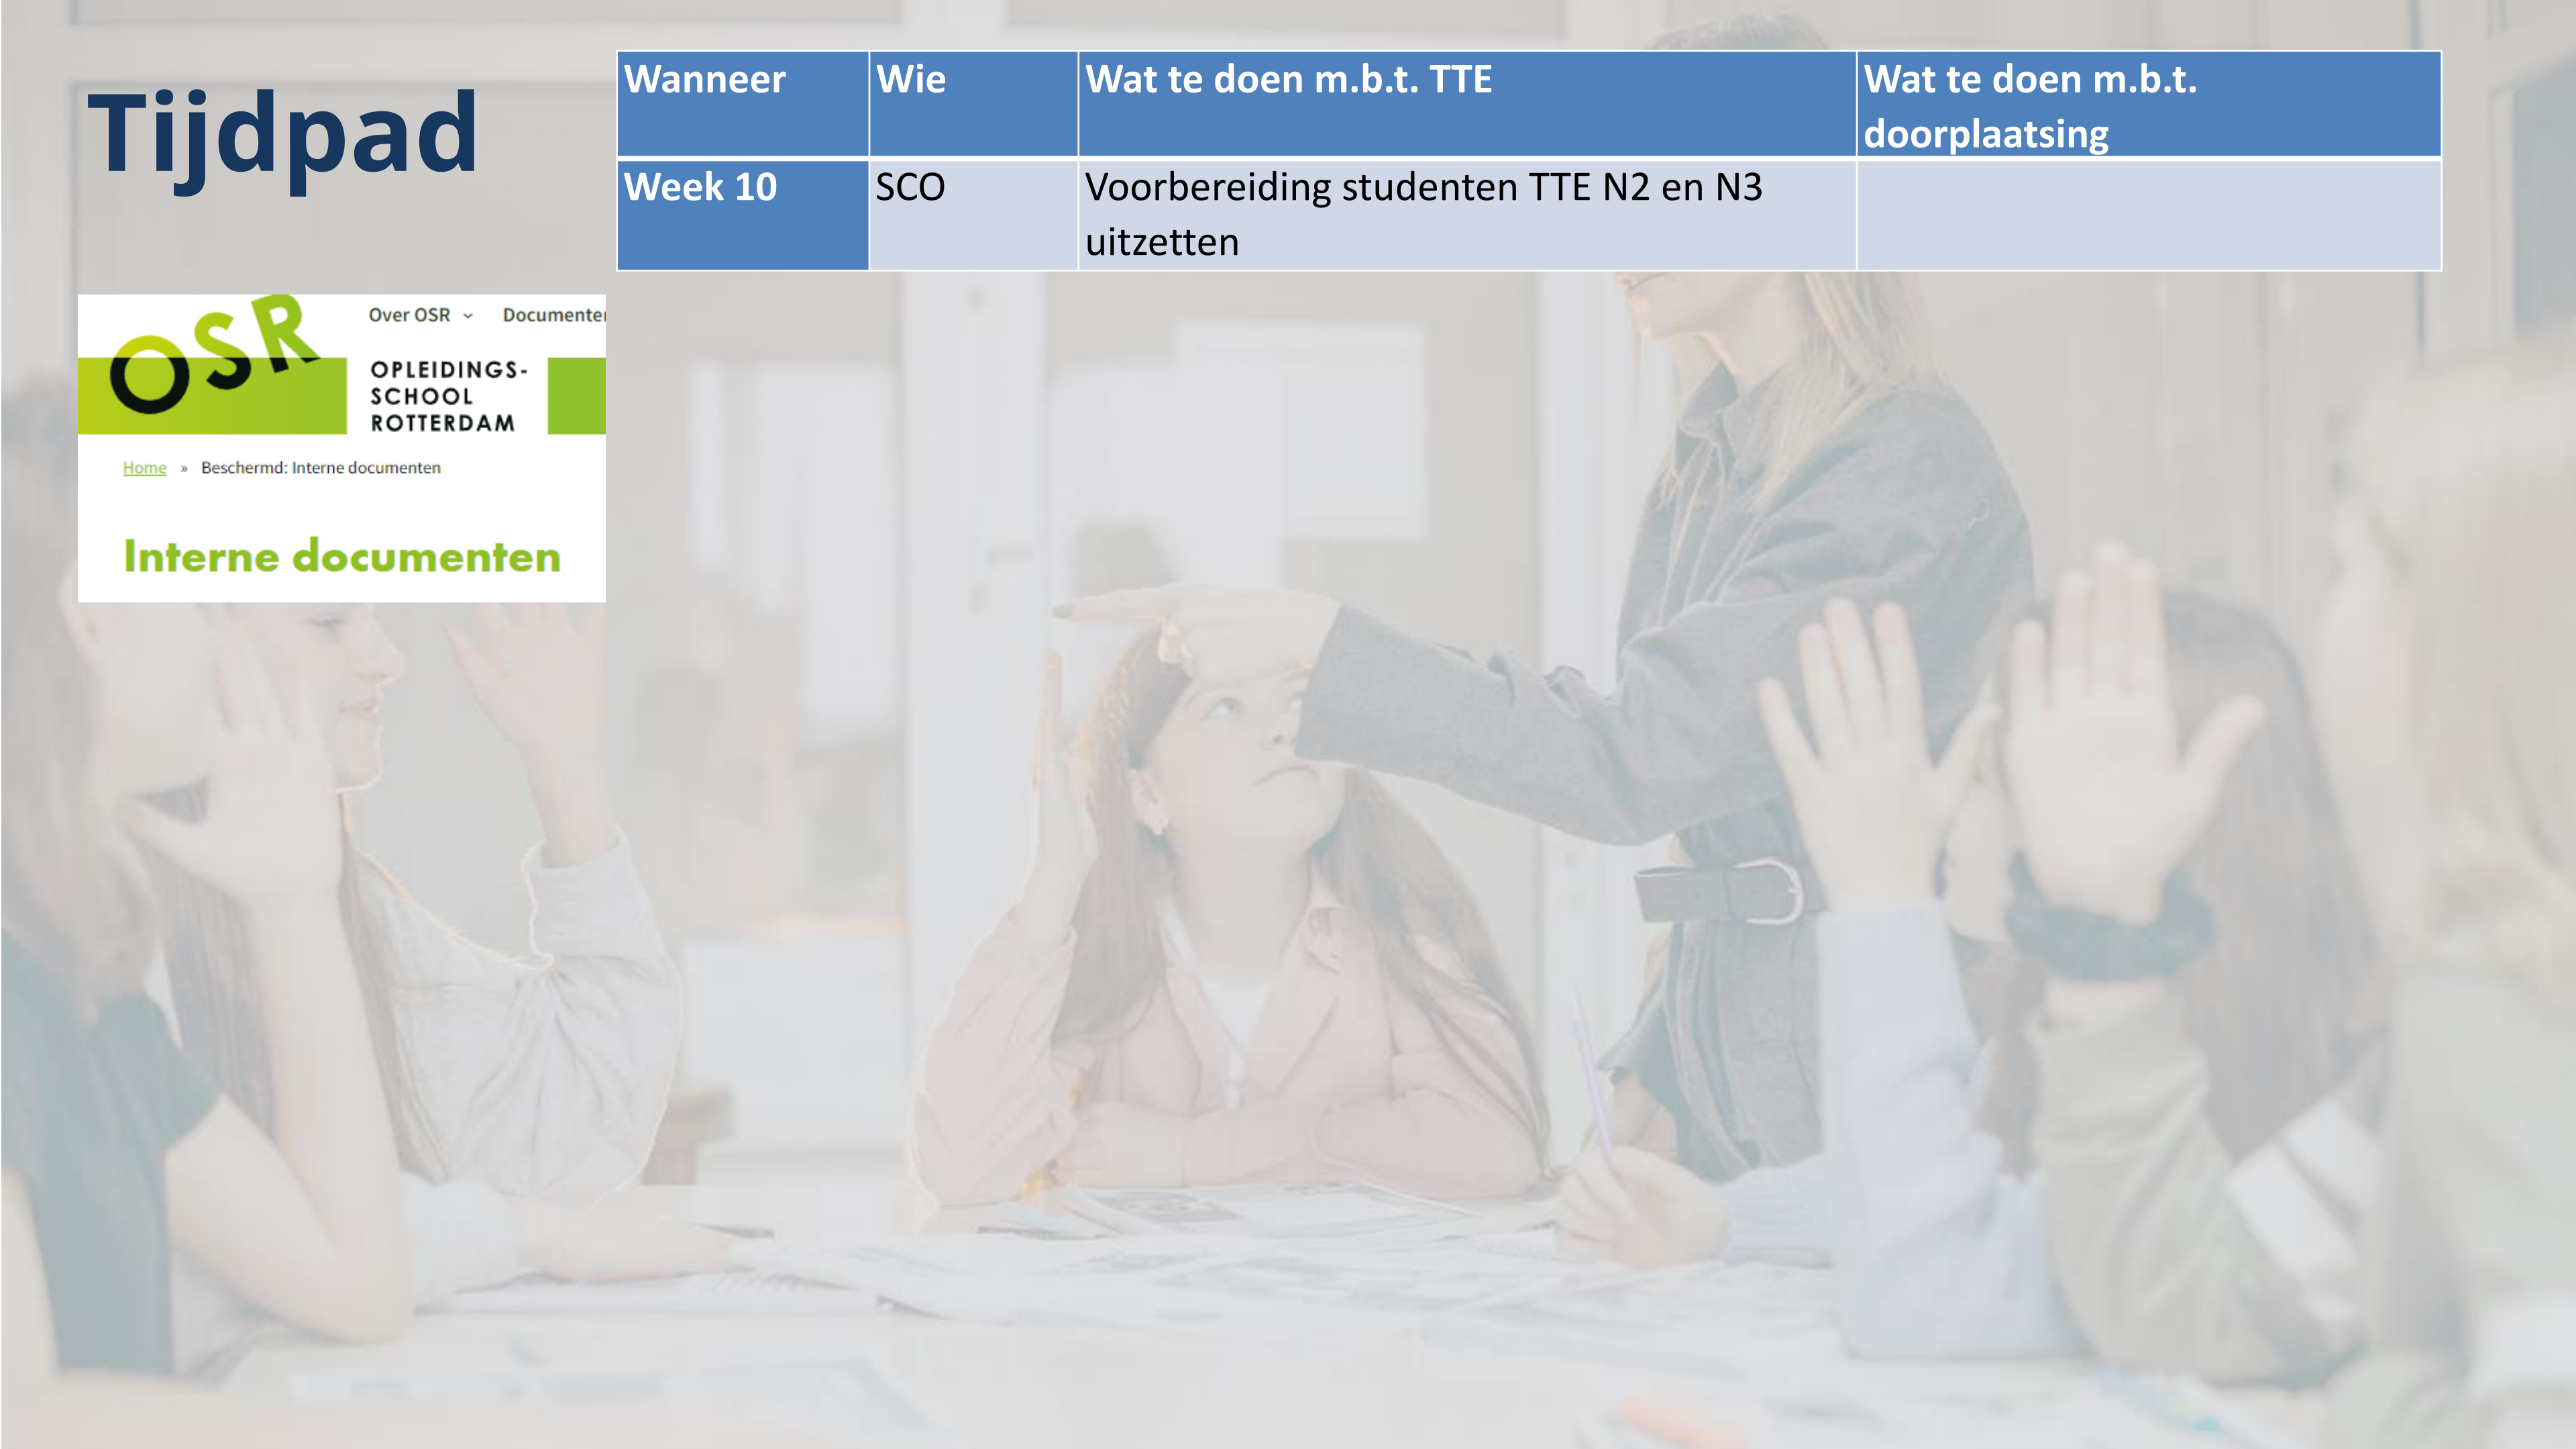 Tijdpad
Wanneer
Wie
Wat te doen m.b.t. TTE
Wat te doen m.b.t.
doorplaatsing
Week 10
SCO
Voorbereiding studenten TTE N2 en N3
uitzetten
OSR
Over OSR
OPLEIDINGS-
SCHOOL
ROTTERDAM
Home » Beschermd: Interne documenten
Interne documenten